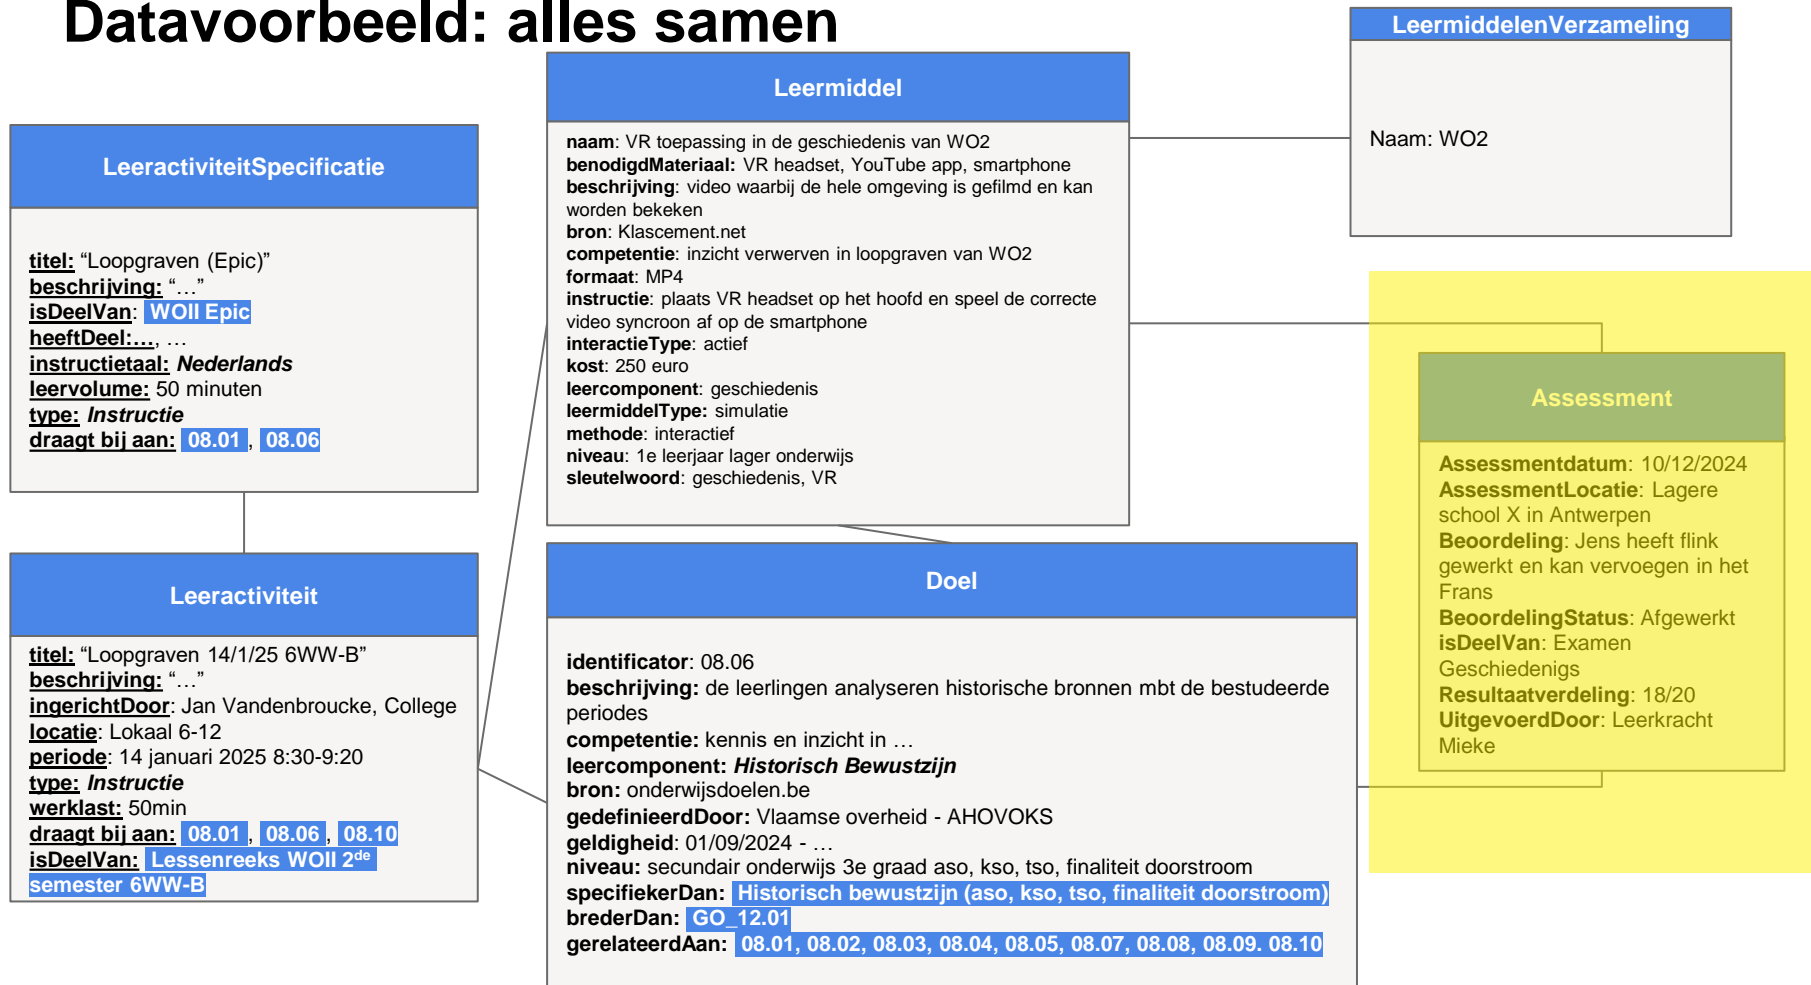 Datavoorbeeld: alles samen
LeermiddelenVerzameling
Naam: WO2
Leermiddel
naam: VR toepassing in de geschiedenis van WO2
benodigdMateriaal: VR headset, YouTube app, smartphone
beschrijving: video waarbij de hele omgeving is gefilmd en kan
worden bekeken
bron: Klascement.net
competentie: inzicht verwerven in loopgraven van WO2
formaat: MP4
instructie: plaats VR headset op het hoofd en speel de correcte
video syncroon af op de smartphone
interactieType: actief
kost: 250 euro
leercomponent: geschiedenis
leermiddelType: simulatie
methode: interactief
niveau: 1e leerjaar lager onderwijs
sleutelwoord: geschiedenis, VR
LeeractiviteitSpecificatie
titel: “Loopgraven (Epic)”
beschrijving: “…”
isDeelVan: WOII Epic
heeftDeel:…, …
instructietaal: Nederlands
leervolume: 50 minuten
type: Instructie
draagt bij aan: 08.01 , 08.06
Assessment
Assessmentdatum: 10/12/2024
AssessmentLocatie: Lagere
school X in Antwerpen
Beoordeling: Jens heeft flink
gewerkt en kan vervoegen in het
Frans
BeoordelingStatus: Afgewerkt
isDeelVan: Examen
Geschiedenigs
Resultaatverdeling: 18/20
UitgevoerdDoor: Leerkracht
Mieke
Leeractiviteit
titel: “Loopgraven 14/1/25 6WW-B”
beschrijving: “…”
ingerichtDoor: Jan Vandenbroucke, College
locatie: Lokaal 6-12
periode: 14 januari 2025 8:30-9:20
type: Instructie
werklast: 50min
draagt bij aan: 08.01 , 08.06 , 08.10
isDeelVan: Lessenreeks WOII 2de
semester 6WW-B
Doel
identificator: 08.06
beschrijving: de leerlingen analyseren historische bronnen mbt de bestudeerde
periodes
competentie: kennis en inzicht in …
leercomponent: Historisch Bewustzijn
bron: onderwijsdoelen.be
gedefinieerdDoor: Vlaamse overheid - AHOVOKS
geldigheid: 01/09/2024 - …
niveau: secundair onderwijs 3e graad aso, kso, tso, finaliteit doorstroom
specifiekerDan: Historisch bewustzijn (aso, kso, tso, finaliteit doorstroom)
brederDan: GO_12.01
gerelateerdAan: 08.01, 08.02, 08.03, 08.04, 08.05, 08.07, 08.08, 08.09. 08.10